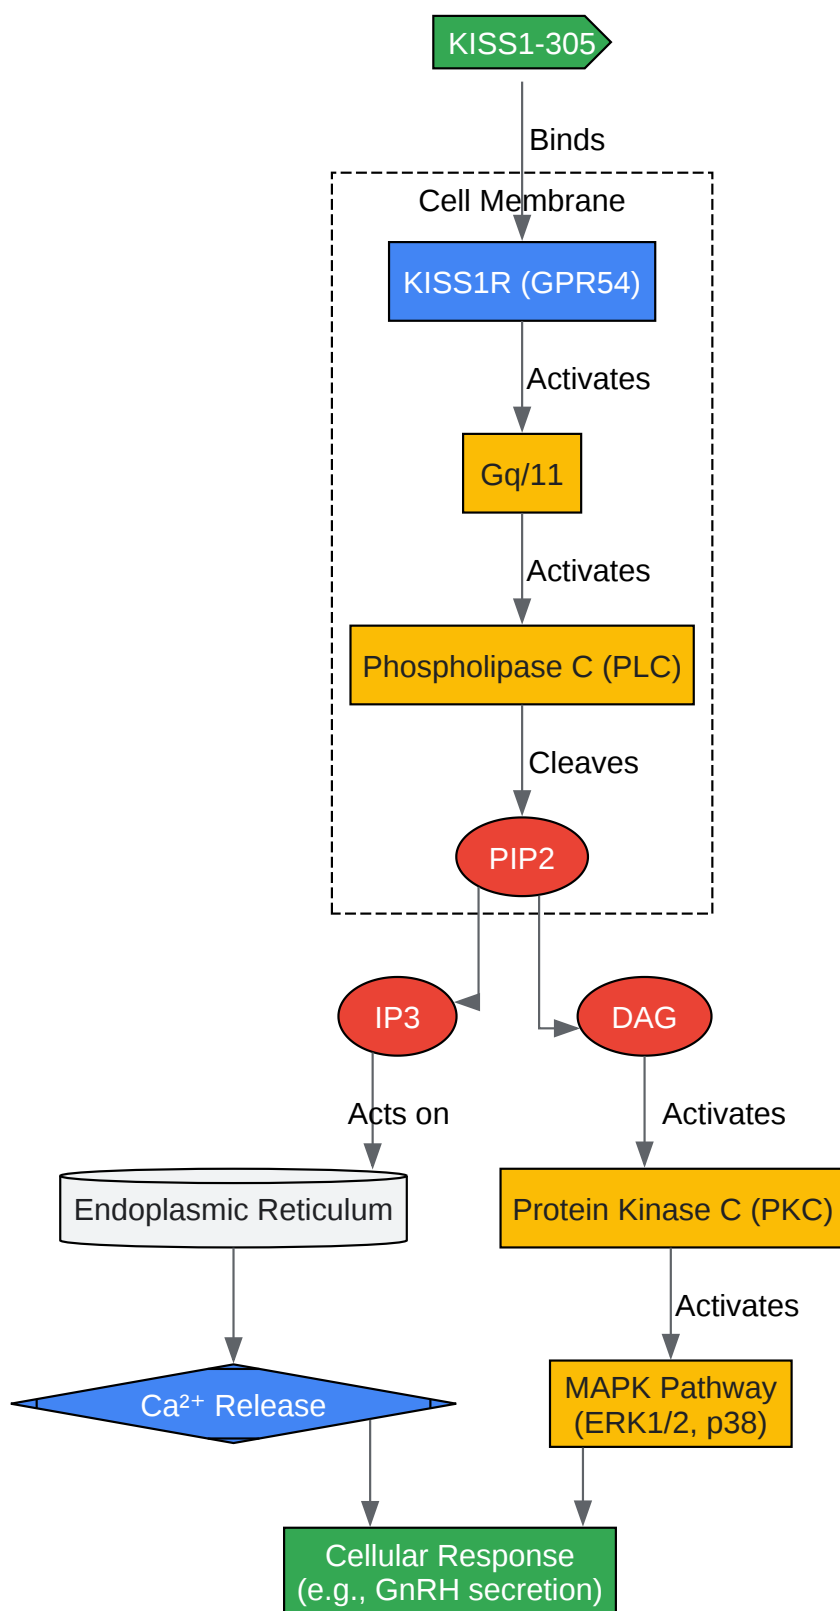 KISS1-305
Binds
Cell Membrane
KISS1R (GPR54)
Activates
Gq/11
Activates
Phospholipase C (PLC)
Cleaves
PIP2
IP3
DAG
Acts on
Activates
Endoplasmic Reticulum
Protein Kinase C (PKC)
Activates
Ca²⁺ Release
MAPK Pathway
(ERK1/2, p38)
Cellular Response
(e.g., GnRH secretion)